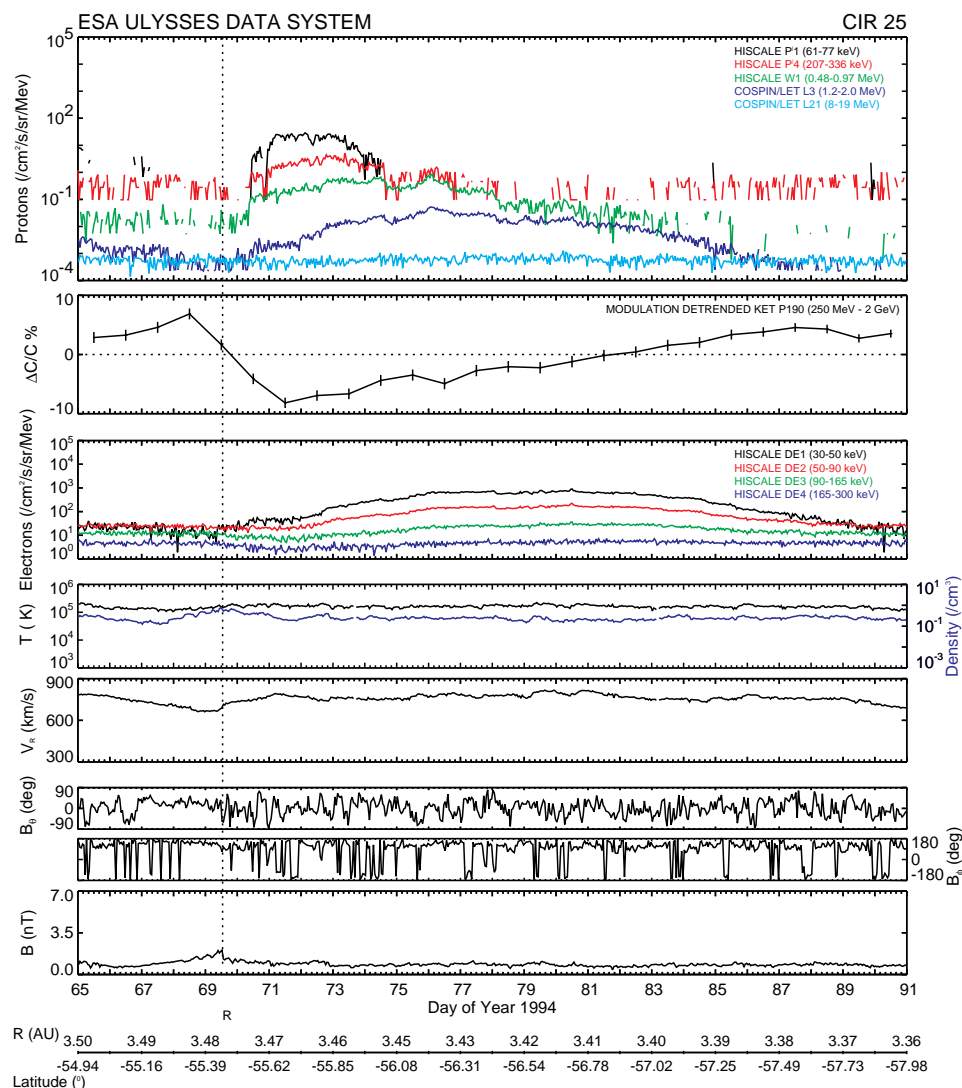 ESA ULYSSES DATA SYSTEM
CIR 25
Protons (/cm²/s/sr/Mev)
10⁵
10²
10⁻¹
10⁻⁴
HISCALE P'1 (61-77 keV)
HISCALE P'4 (207-336 keV)
HISCALE W1 (0.48-0.97 MeV)
COSPIN/LET L3 (1.2-2.0 MeV)
COSPIN/LET L21 (8-19 MeV)
ΔC/C %
10
0
-10
MODULATION DETRENDED KET P190 (250 MeV - 2 GeV)
Electrons (/cm²/s/sr/Mev)
10⁵
10⁴
10³
10²
10¹
10⁰
HISCALE DE1 (30-50 keV)
HISCALE DE2 (50-90 keV)
HISCALE DE3 (90-165 keV)
HISCALE DE4 (165-300 keV)
T ( K)
10⁶
10⁵
10⁴
10³
10¹
10⁻¹
10⁻³
Density (/cm³)
V_R (km/s)
900
600
300
B_θ (deg)
90
0
-90
180
0
-180
B_ϕ (deg)
B (nT)
7.0
3.5
0.0
65 67 69 71 73 75 77 79 81 83 85 87 89 91
Day of Year 1994
R
R (AU)
3.50 3.49 3.48 3.47 3.46 3.45 3.43 3.42 3.41 3.40 3.39 3.38 3.37 3.36
-54.94 -55.16 -55.39 -55.62 -55.85 -56.08 -56.31 -56.54 -56.78 -57.02 -57.25 -57.49 -57.73 -57.98
Latitude (°)